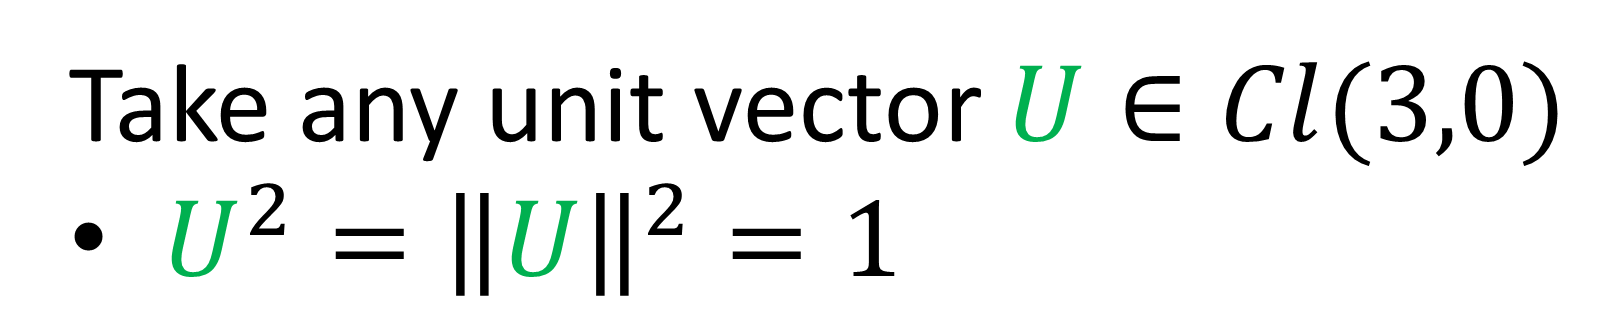 Take any unit vector U ∈ Cl(3,0)
• U² = ‖U‖² = 1